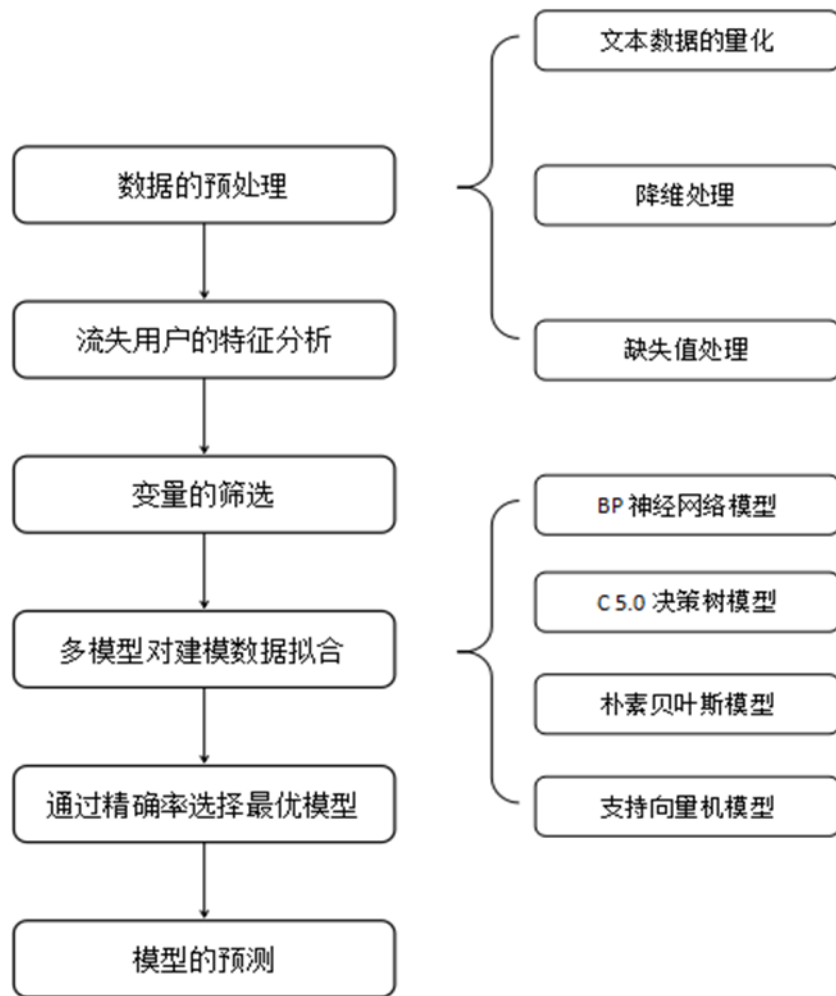 数据的预处理
流失用户的特征分析
变量的筛选
多模型对建模数据拟合
通过精确率选择最优模型
模型的预测
文本数据的量化
降维处理
缺失值处理
BP神经网络模型
C 5.0 决策树模型
朴素贝叶斯模型
支持向量机模型